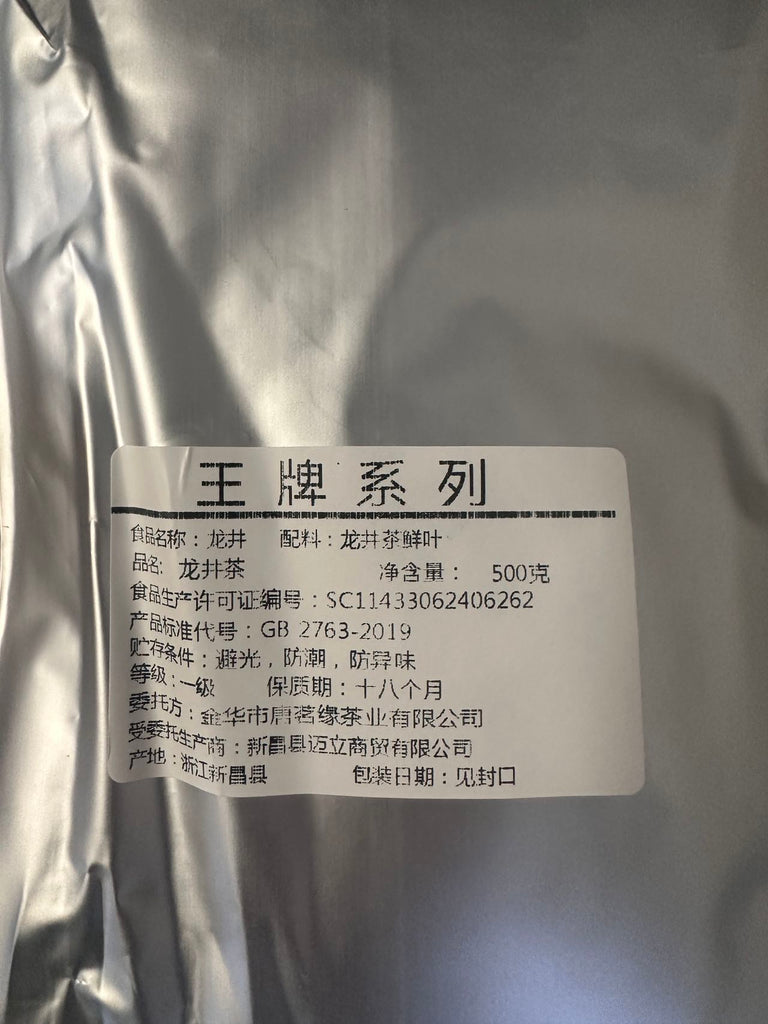 王牌系列
食品名称：龙井 配料：龙井茶鲜叶
品名：龙井茶 净含量： 500克
食品生产许可证编号：SC11433062406262
产品标准代号：GB 2763-2019
贮存条件：避光，防潮，防异味
等级：一级 保质期：十八个月
委托方：金华市唐茗缘茶业有限公司
受委托生产商：新昌县迈立商贸有限公司
产地：浙江新昌县 包装日期：见封口